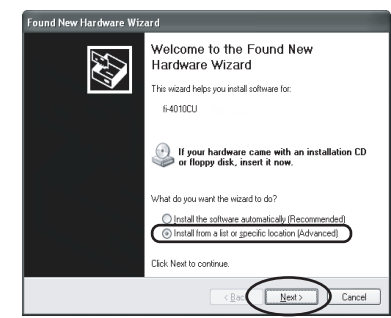 Found New Hardware Wizard
Welcome to the Found New
Hardware Wizard
This wizard helps you install software for:
fi-4010CU
If your hardware came with an installation CD
or floppy disk, insert it now.
What do you want the wizard to do?
Install the software automatically (Recommended)
Install from a list or specific location (Advanced)
Click Next to continue.
< Back
Next >
Cancel